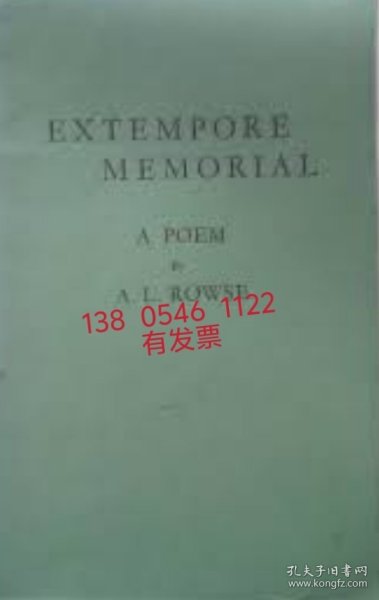 EXTEMPORE
MEMORIAL
A POEM
By
A. L. ROWSE
138 0546 1122
有发票
孔夫子旧书网
www.kongfz.com